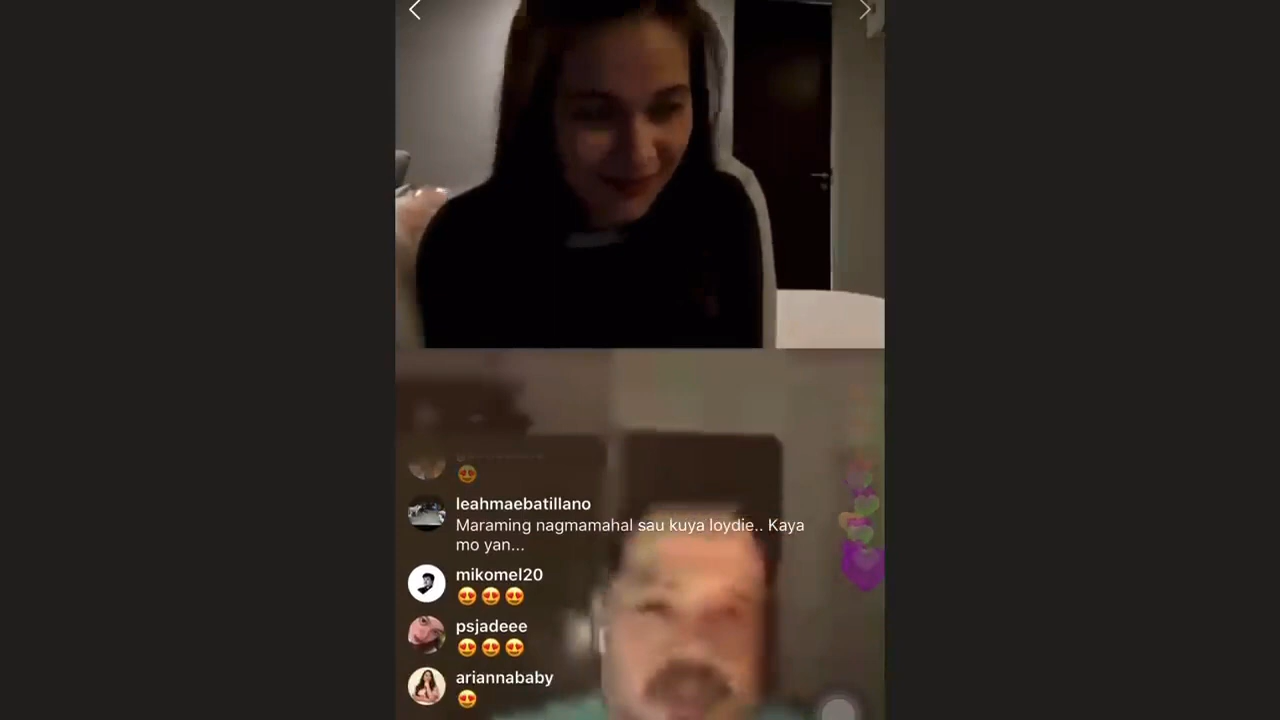 😍
leahmaebatillano
Maraming nagmamahal sau kuya loydie.. Kaya
mo yan...
mikomel20
😍😍😍
psjadeee
😍😍😍
ariannababy
😍